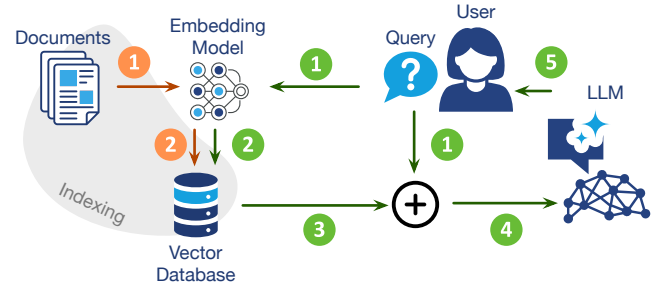 User
Documents
Embedding
Model
Query
1
1
?
5
LLM
2
2
1
Indexing
+
3
4
Vector
Database